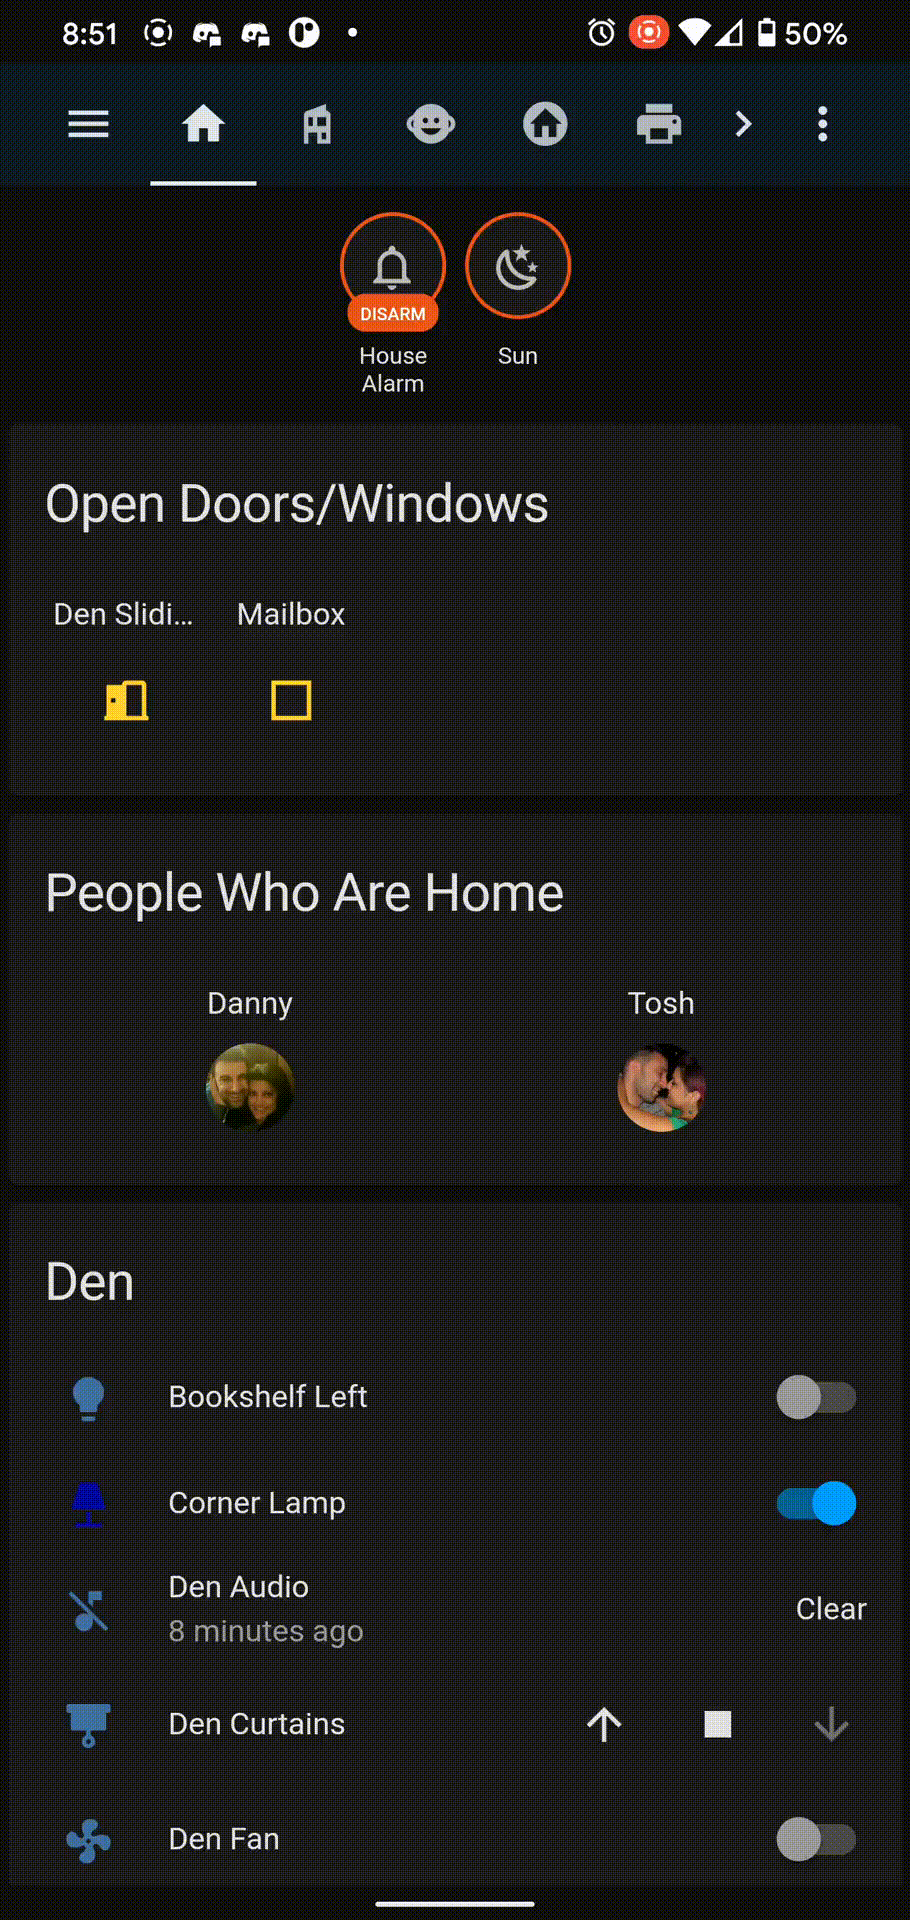 8:51
50%
DISARM
House
Alarm
Sun
Open Doors/Windows
Den Slidi...
Mailbox
People Who Are Home
Danny
Tosh
Den
Bookshelf Left
Corner Lamp
Den Audio
8 minutes ago
Clear
Den Curtains
Den Fan